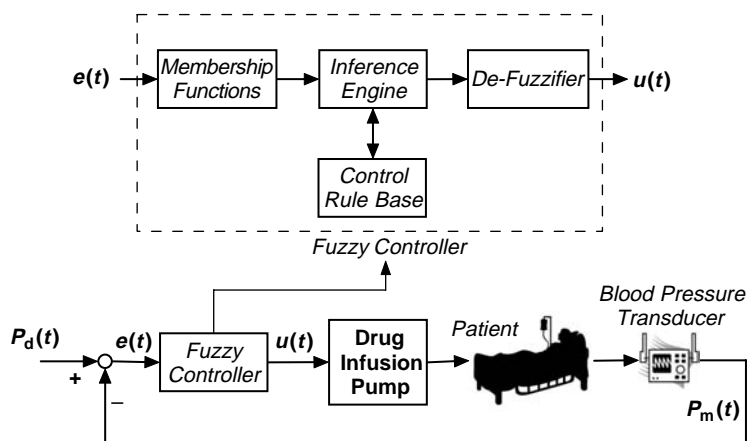 e(t)
Membership
Functions
Inference
Engine
De-Fuzzifier
u(t)
Control
Rule Base
Fuzzy Controller
Pd(t)
+
−
e(t)
Fuzzy
Controller
u(t)
Drug
Infusion
Pump
Patient
Blood Pressure
Transducer
Pm(t)